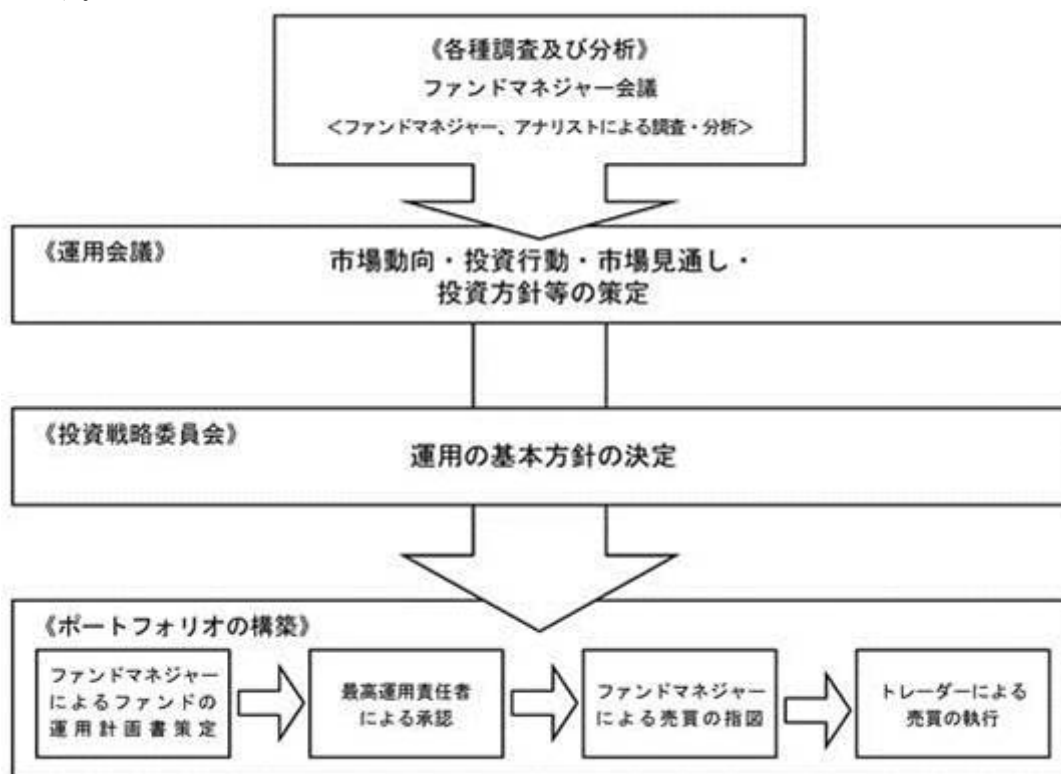 《各種調査及び分析》
ファンドマネジャー会議
<ファンドマネジャー、アナリストによる調査・分析>
《運用会議》
市場動向・投資行動・市場見通し・
投資方針等の策定
《投資戦略委員会》
運用の基本方針の決定
《ポートフォリオの構築》
ファンドマネジャー
によるファンドの
運用計画書策定
最高運用責任者
による承認
ファンドマネジャー
による売買の指図
トレーダーによる
売買の執行